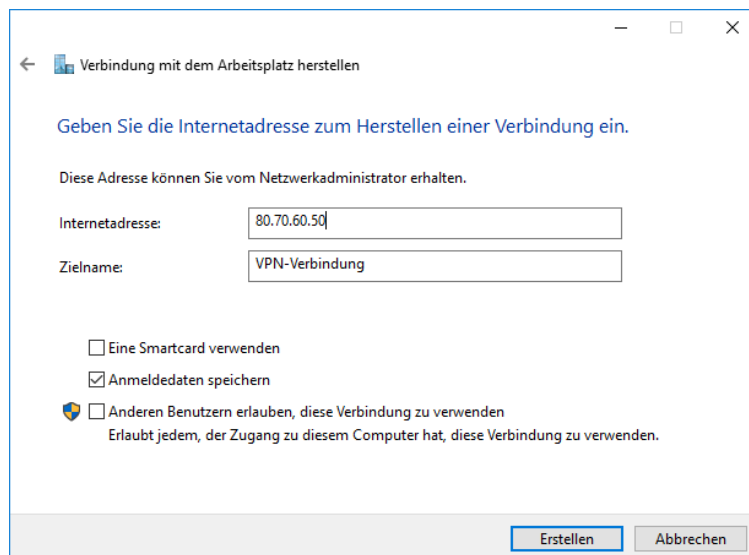 Verbindung mit dem Arbeitsplatz herstellen
Geben Sie die Internetadresse zum Herstellen einer Verbindung ein.
Diese Adresse können Sie vom Netzwerkadministrator erhalten.
Internetadresse: 80.70.60.50
Zielname: VPN-Verbindung
Eine Smartcard verwenden
Anmeldedaten speichern
Anderen Benutzern erlauben, diese Verbindung zu verwenden
Erlaubt jedem, der Zugang zu diesem Computer hat, diese Verbindung zu verwenden.
Erstellen Abbrechen